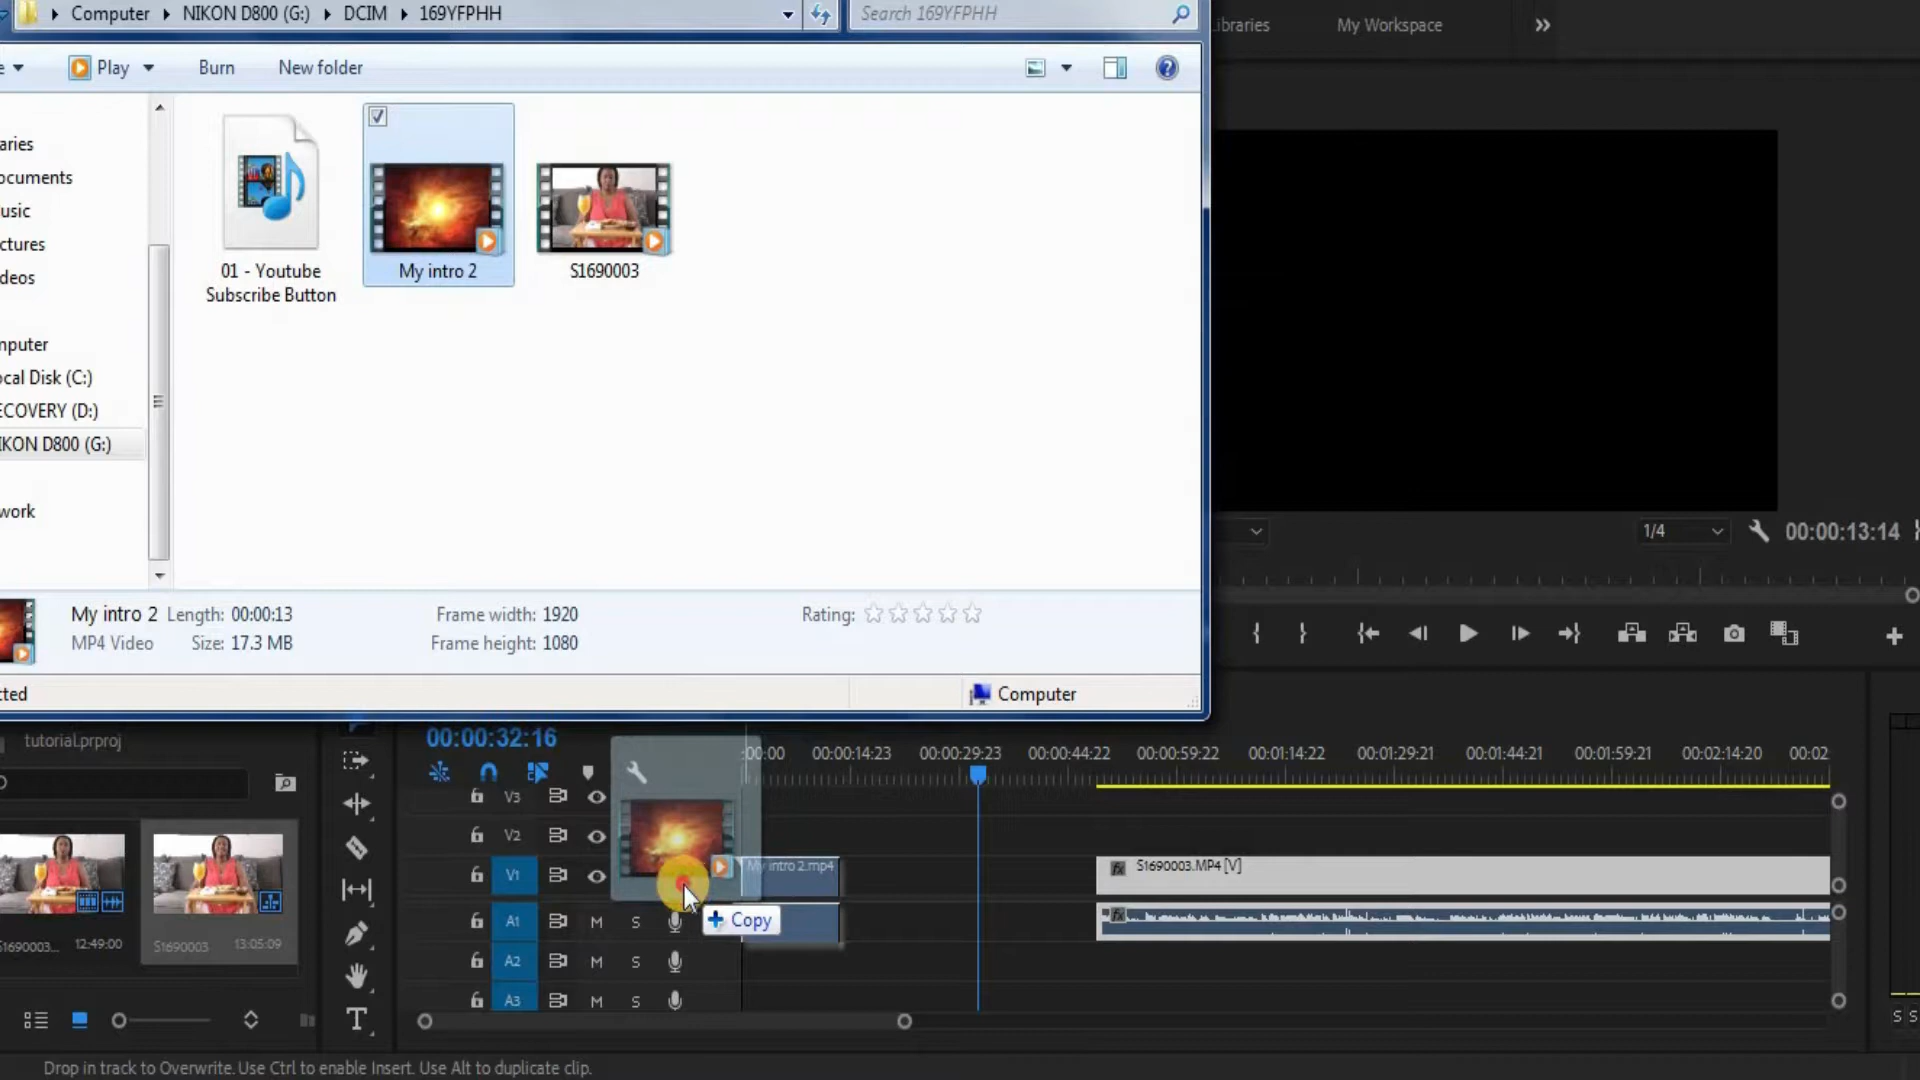 Computer NIKON D800 (G:) DCIM 169YFPHH
Search 169YFPHH
ibraries
My Workspace
e
Play
Burn
New folder
aries
ocuments
usic
ctures
deos
nputer
ocal Disk (C:)
ECOVERY (D:)
IKON D800 (G:)
work
01 - Youtube
Subscribe Button
My intro 2
S1690003
My intro 2 Length: 00:00:13
Frame width: 1920
Rating:
MP4 Video Size: 17.3 MB
Frame height: 1080
cted
Computer
1/4
00:00:13:14
tutorial.prproj
00:00:32:16
:00:00 00:00:14:23 00:00:29:23 00:00:44:22 00:00:59:22 00:01:14:22 00:01:29:21 00:01:44:21 00:01:59:21 00:02:14:20 00:02
V3
V2
V1
My intro 2.mp4
S1690003.MP4 [V]
fx
A1 M
fx
Copy
A2 M S
A3 M S
S1690003... 12:49:00
S1690003 13:05:09
S S
T
Drop in track to Overwrite. Use Ctrl to enable Insert. Use Alt to duplicate clip.